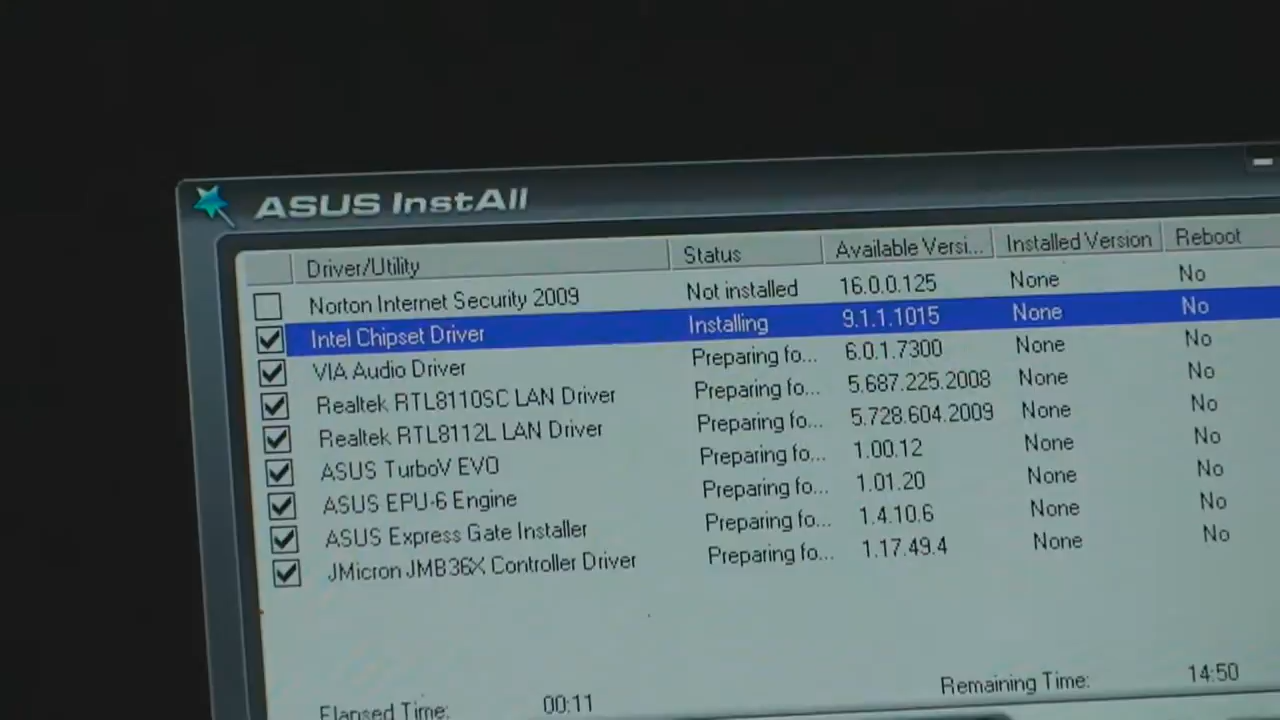 ASUS InstAll
Driver/Utility Status Available Versi... Installed Version Reboot
Norton Internet Security 2009 Not installed 16.0.0.125 None No
Intel Chipset Driver Installing 9.1.1.1015 None No
VIA Audio Driver Preparing fo... 6.0.1.7300 None No
Realtek RTL8110SC LAN Driver Preparing fo... 5.687.225.2008 None No
Realtek RTL8112L LAN Driver Preparing fo... 5.728.604.2009 None No
ASUS TurboV EVO Preparing fo... 1.00.12 None No
ASUS EPU-6 Engine Preparing fo... 1.01.20 None No
ASUS Express Gate Installer Preparing fo... 1.4.10.6 None No
JMicron JMB36X Controller Driver Preparing fo... 1.17.49.4 None No
Elapsed Time: 00:11 Remaining Time: 14:50